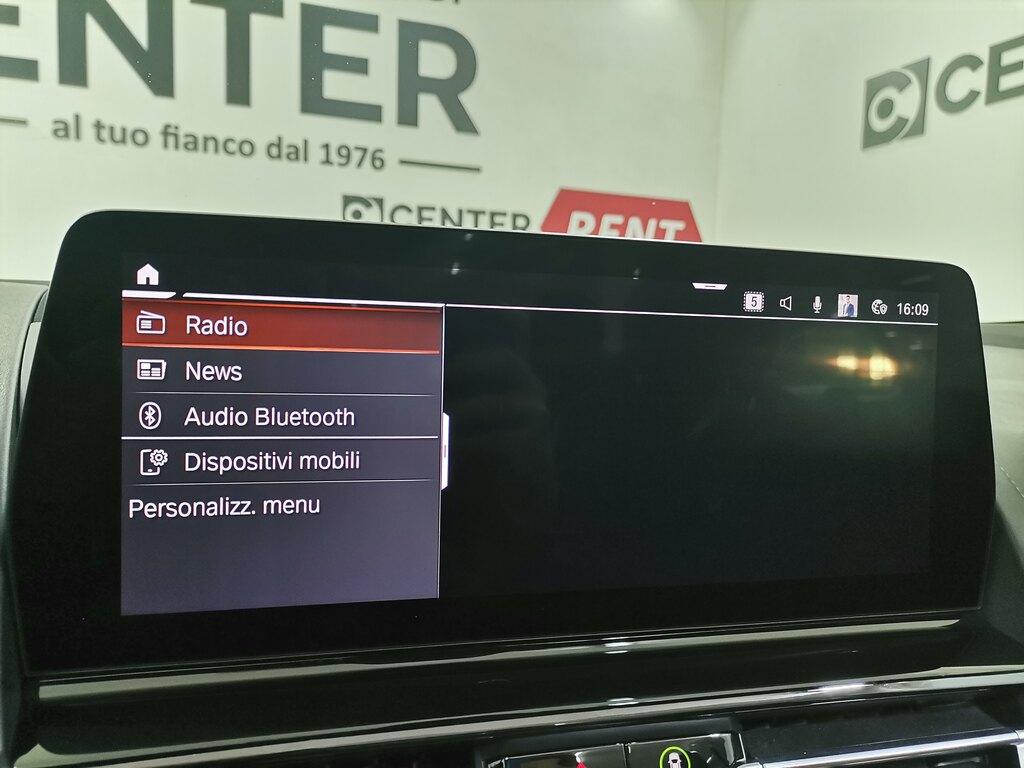 ENTER
al tuo fianco dal 1976
CENTER
RENT
CE
5
16:09
Radio
News
Audio Bluetooth
Dispositivi mobili
Personalizz. menu